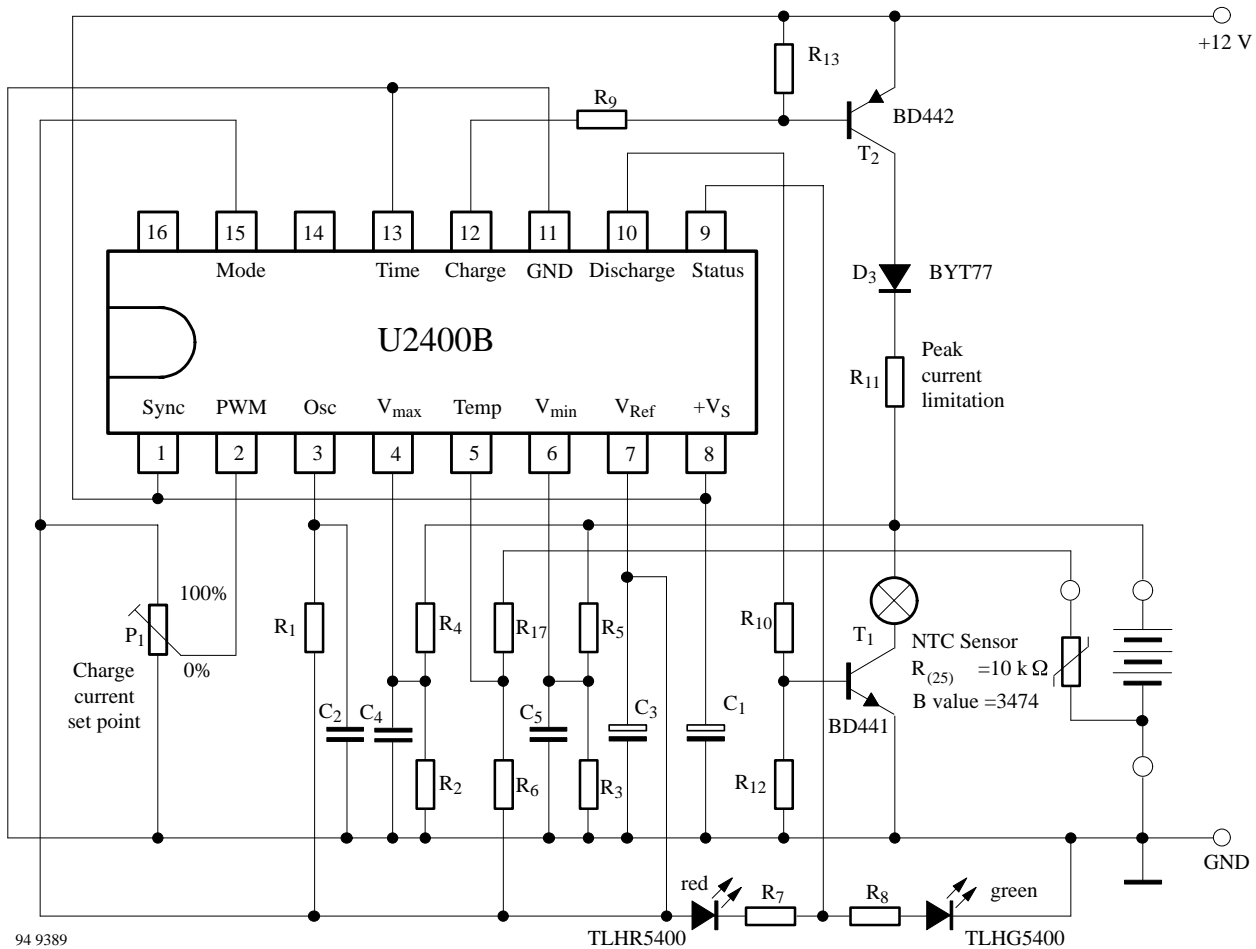 +12 V
R13
R9
BD442
T2
16 15 14 13 12 11 10 9
Mode Time Charge GND Discharge Status
D3 BYT77
U2400B
Peak
current
limitation
R11
Sync PWM Osc Vmax Temp Vmin VRef +VS
1 2 3 4 5 6 7 8
100%
P1
0%
Charge
current
set point
R1
R4
R17
R5
R10
T1
NTC Sensor
R(25) =10 k Ω
B value =3474
BD441
C2
C4
C5
C3
C1
R2
R6
R3
R12
GND
red
R7
R8
green
TLHR5400
TLHG5400
94 9389